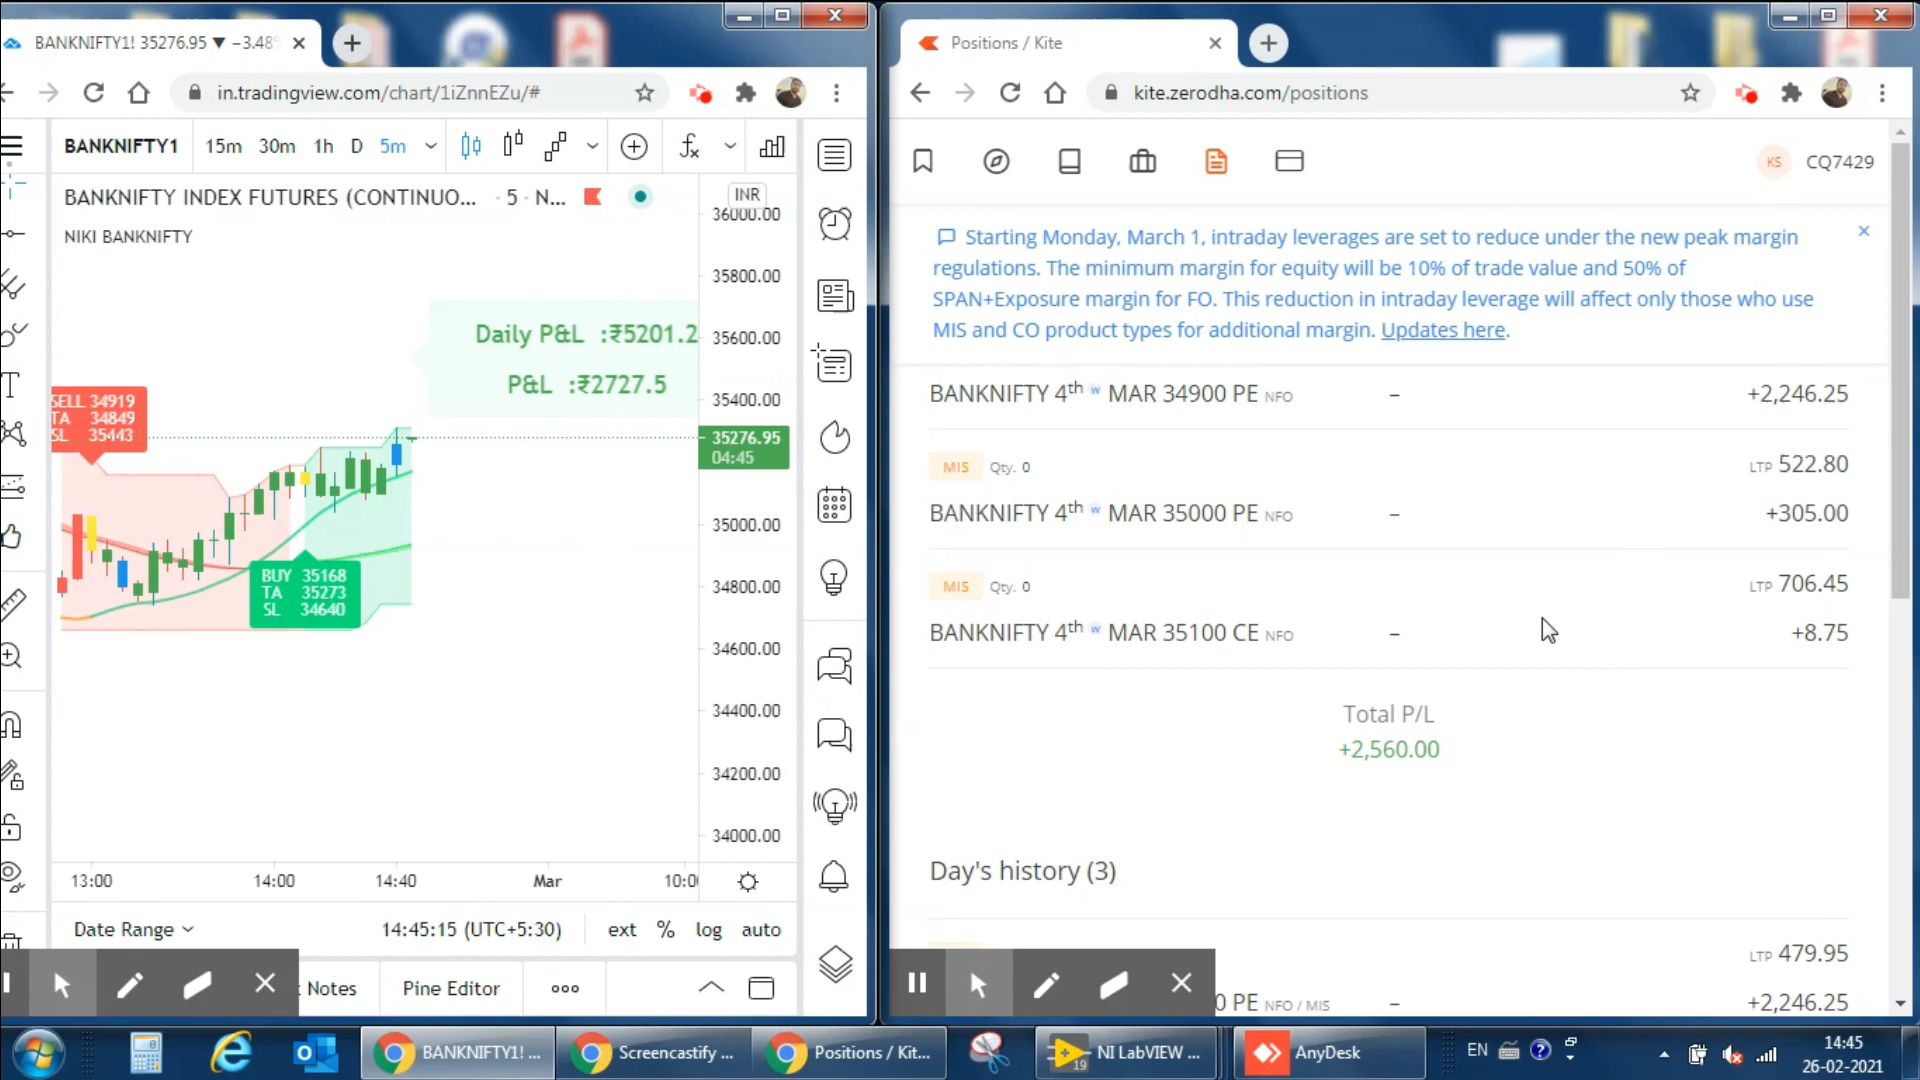 BANKNIFTY1! 35276.95 ▼ −3.48
in.tradingview.com/chart/1iZnnEZu/#
BANKNIFTY1 15m 30m 1h D 5m
BANKNIFTY INDEX FUTURES (CONTINUO... · 5 · N...
NIKI BANKNIFTY
INR
36000.00
35800.00
35600.00
35400.00
35276.95
04:45
35000.00
34800.00
34600.00
34400.00
34200.00
34000.00
Daily P&L :₹5201.2
P&L :₹2727.5
SELL 34919
TA 34849
SL 35443
BUY 35168
TA 35273
SL 34640
13:00 14:00 14:40 Mar 10:0
Date Range 14:45:15 (UTC+5:30) ext % log auto
Notes Pine Editor
Positions / Kite
kite.zerodha.com/positions
KS CQ7429
Starting Monday, March 1, intraday leverages are set to reduce under the new peak margin
regulations. The minimum margin for equity will be 10% of trade value and 50% of
SPAN+Exposure margin for FO. This reduction in intraday leverage will affect only those who use
MIS and CO product types for additional margin. Updates here.
BANKNIFTY 4th w MAR 34900 PE NFO – +2,246.25
MIS Qty. 0 LTP 522.80
BANKNIFTY 4th w MAR 35000 PE NFO – +305.00
MIS Qty. 0 LTP 706.45
BANKNIFTY 4th w MAR 35100 CE NFO – +8.75
Total P/L
+2,560.00
Day's history (3)
LTP 479.95
0 PE NFO / MIS – +2,246.25
BANKNIFTY1! ... Screencastify ... Positions / Kit... NI LabVIEW ... AnyDesk EN 14:45
19
26-02-2021